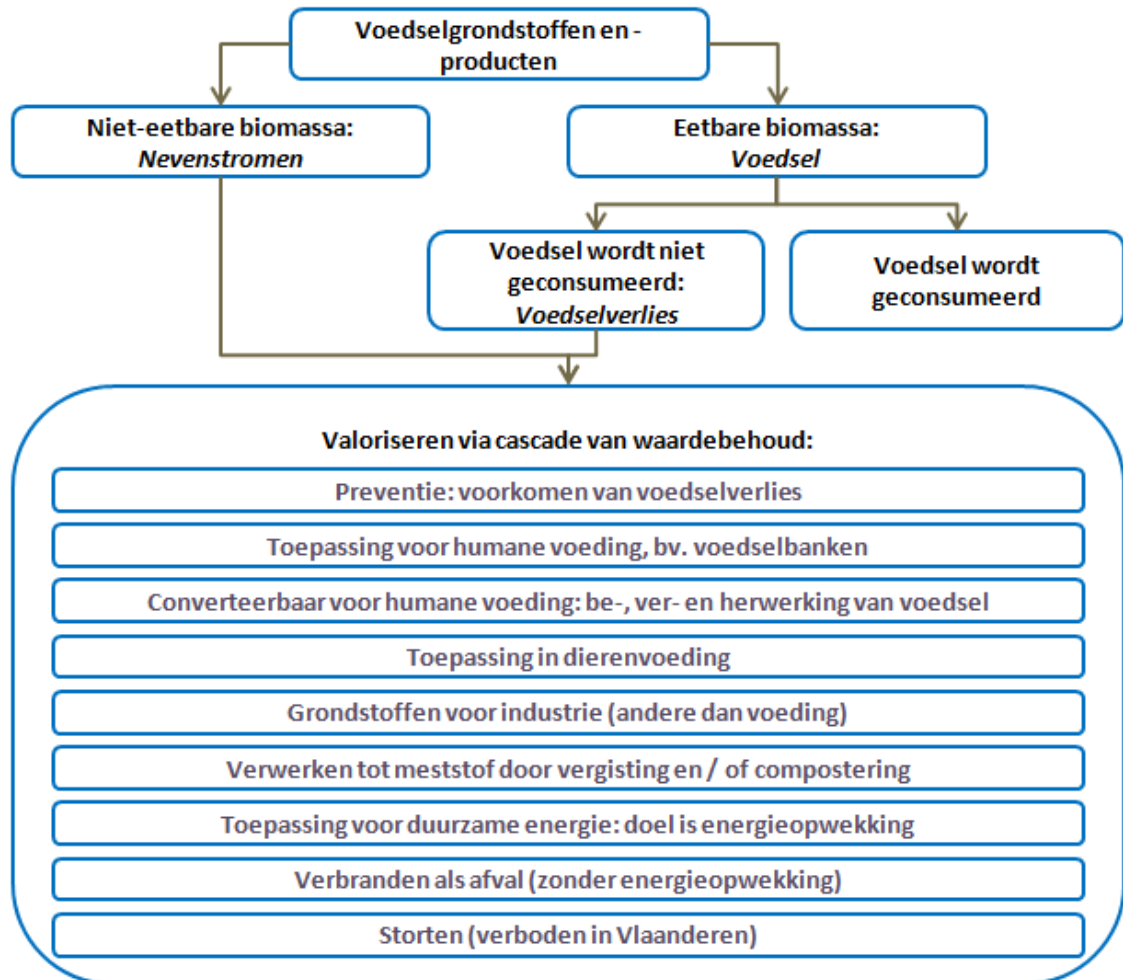 Voedselgrondstoffen en -
producten
Niet-eetbare biomassa:
Nevenstromen
Eetbare biomassa:
Voedsel
Voedsel wordt niet
geconsumeerd:
Voedselverlies
Voedsel wordt
geconsumeerd
Valoriseren via cascade van waardebehoud:
Preventie: voorkomen van voedselverlies
Toepassing voor humane voeding, bv. voedselbanken
Converteerbaar voor humane voeding: be-, ver- en herwerking van voedsel
Toepassing in dierenvoeding
Grondstoffen voor industrie (andere dan voeding)
Verwerken tot meststof door vergisting en / of compostering
Toepassing voor duurzame energie: doel is energieopwekking
Verbranden als afval (zonder energieopwekking)
Storten (verboden in Vlaanderen)